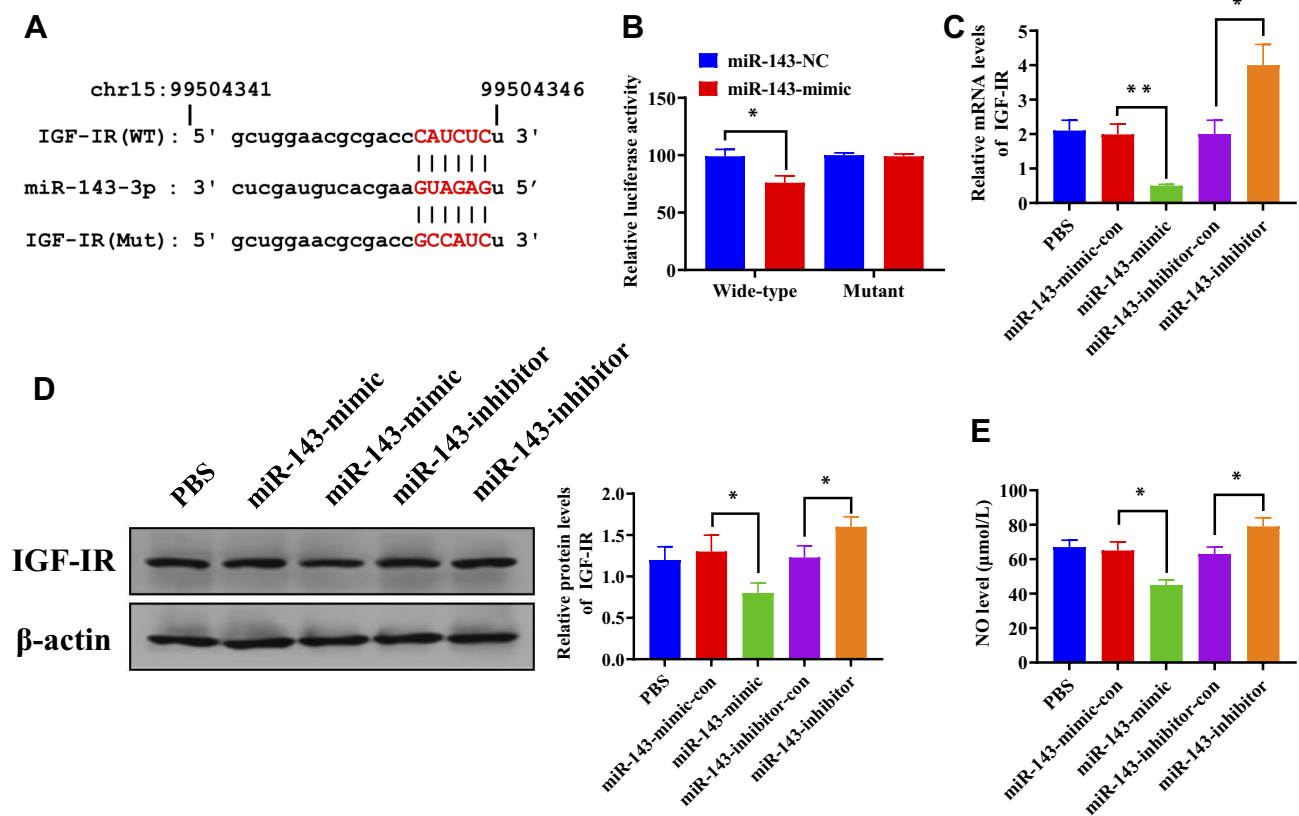 A
chr15:99504341 99504346
IGF-IR(WT): 5' gcuggaacgcgaccCAUCUCu 3'
miR-143-3p : 3' cucgaugucacgaaGUAGAGu 5′
IGF-IR(Mut): 5' gcuggaacgcgaccGCCAUCu 3'
B
miR-143-NC
miR-143-mimic
Relative luciferase activity
150
100
50
0
*
Wide-type
Mutant
C
Relative mRNA levels
of IGF-IR
5
4
3
2
1
0
**
*
PBS
miR-143-mimic-con
miR-143-mimic
miR-143-inhibitor-con
miR-143-inhibitor
D
PBS
miR-143-mimic
miR-143-mimic
miR-143-inhibitor
miR-143-inhibitor
IGF-IR
β-actin
Relative protein levels
of IGF-IR
2.0
1.5
1.0
0.5
0.0
*
*
PBS
miR-143-mimic-con
miR-143-mimic
miR-143-inhibitor-con
miR-143-inhibitor
E
NO level (μmol/L)
100
80
60
40
20
0
*
*
PBS
miR-143-mimic-con
miR-143-mimic
miR-143-inhibitor-con
miR-143-inhibitor